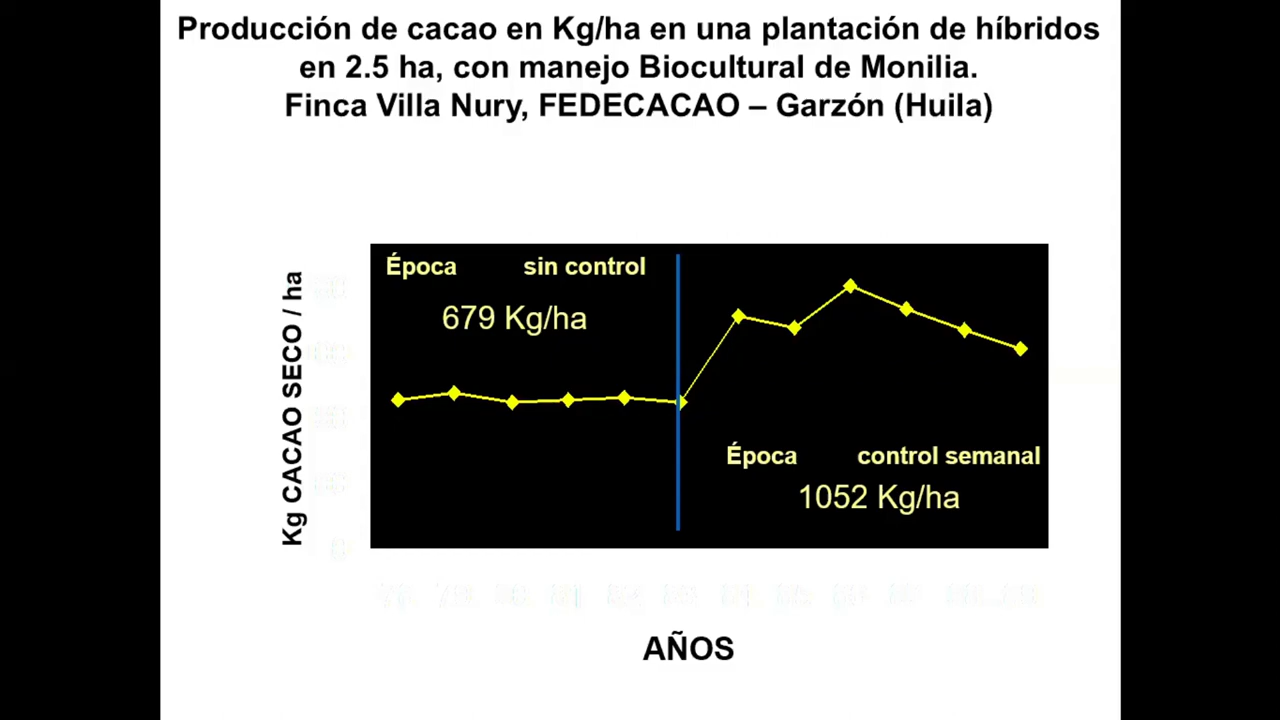 Producción de cacao en Kg/ha en una plantación de híbridos
en 2.5 ha, con manejo Biocultural de Monilia.
Finca Villa Nury, FEDECACAO – Garzón (Huila)
Época sin control
679 Kg/ha
Kg CACAO SECO / ha
Época control semanal
1052 Kg/ha
AÑOS